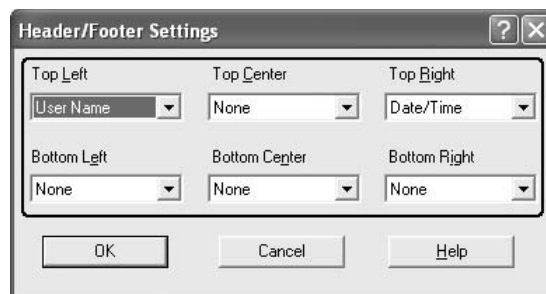 Header/Footer Settings
Top Left Top Center Top Right
User Name None Date/Time
Bottom Left Bottom Center Bottom Right
None None None
OK Cancel Help